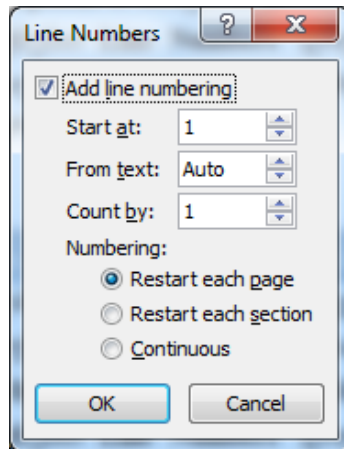 Line Numbers ? X
Add line numbering
Start at: 1
From text: Auto
Count by: 1
Numbering:
Restart each page
Restart each section
Continuous
OK Cancel